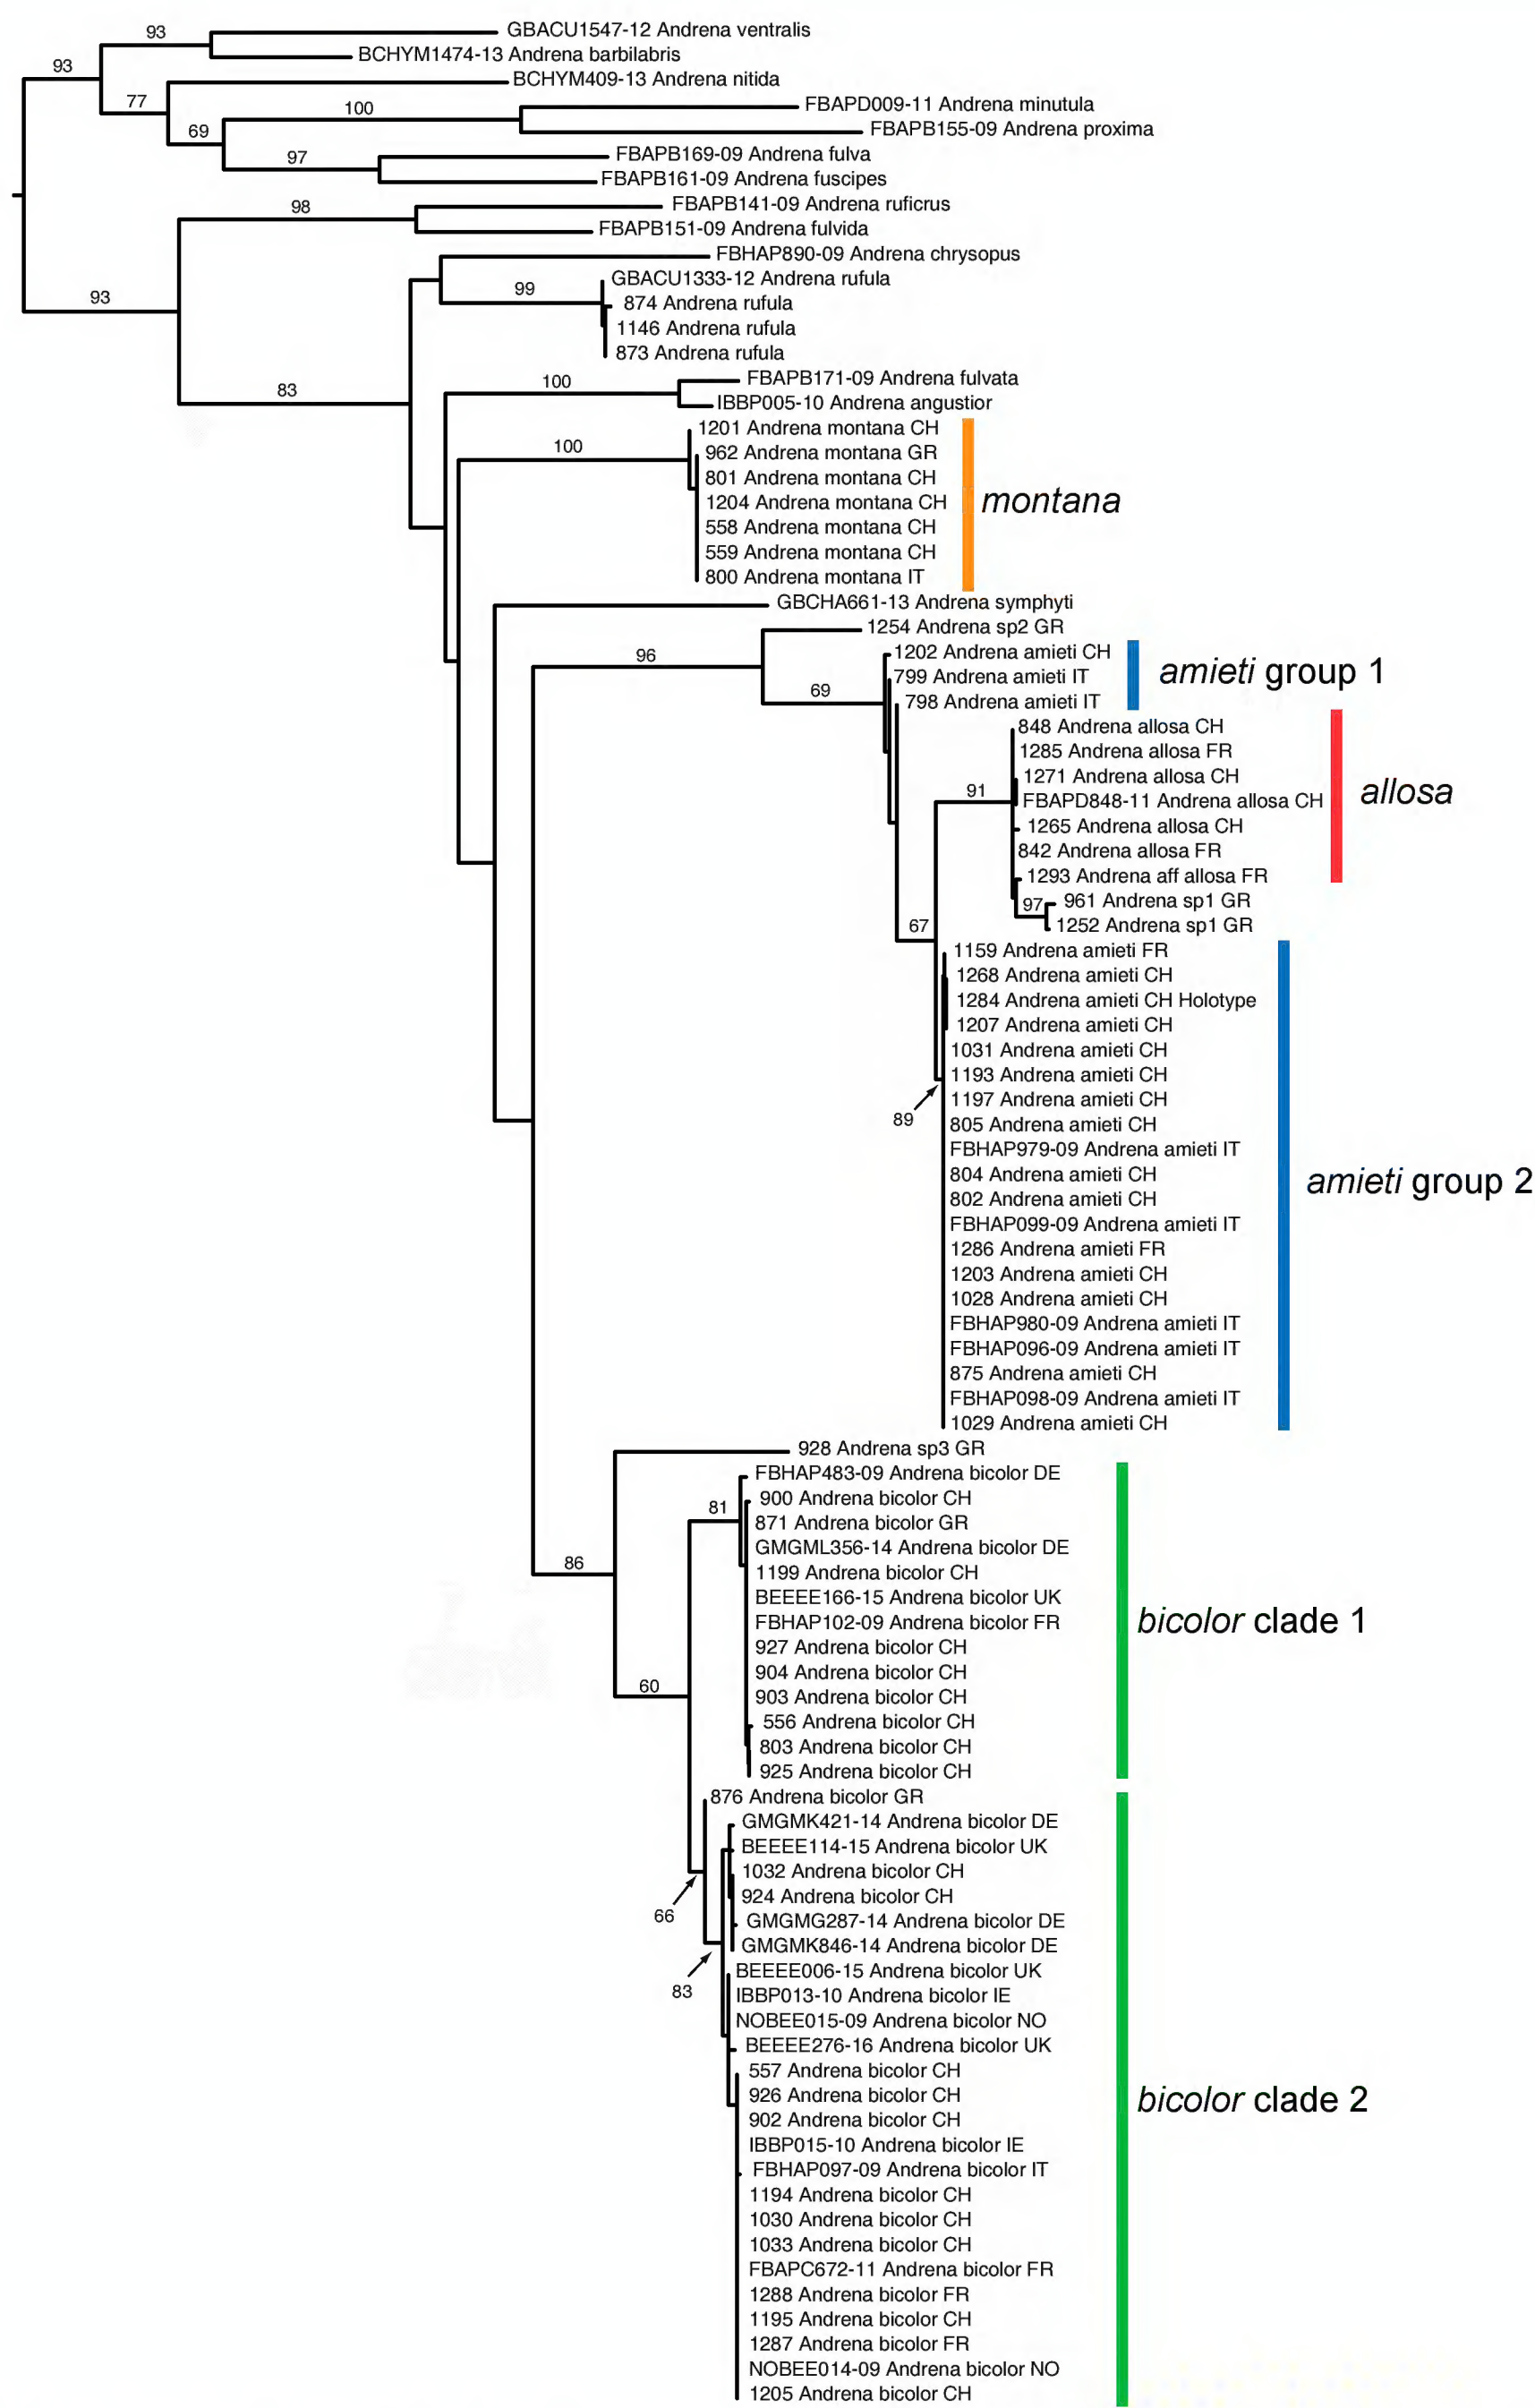 93
GBACU1547-12 Andrena ventralis
BCHYM1474-13 Andrena barbilabris
93
BCHYM409-13 Andrena nitida
77
100
FBAPD009-11 Andrena minutula
69
FBAPB155-09 Andrena proxima
97
FBAPB169-09 Andrena fulva
FBAPB161-09 Andrena fuscipes
98
FBAPB141-09 Andrena ruficrus
FBAPB151-09 Andrena fulvida
FBHAP890-09 Andrena chrysopus
93
99
GBACU1333-12 Andrena rufula
874 Andrena rufula
1146 Andrena rufula
873 Andrena rufula
83
100
FBAPB171-09 Andrena fulvata
IBBP005-10 Andrena angustior
1201 Andrena montana CH
100
962 Andrena montana GR
801 Andrena montana CH
1204 Andrena montana CH
montana
558 Andrena montana CH
559 Andrena montana CH
800 Andrena montana IT
GBCHA661-13 Andrena symphyti
1254 Andrena sp2 GR
96
1202 Andrena amieti CH
799 Andrena amieti IT
amieti group 1
69
798 Andrena amieti IT
848 Andrena allosa CH
1285 Andrena allosa FR
1271 Andrena allosa CH
91
FBAPD848-11 Andrena allosa CH
allosa
1265 Andrena allosa CH
842 Andrena allosa FR
1293 Andrena aff allosa FR
97
961 Andrena sp1 GR
1252 Andrena sp1 GR
67
1159 Andrena amieti FR
1268 Andrena amieti CH
1284 Andrena amieti CH Holotype
1207 Andrena amieti CH
1031 Andrena amieti CH
1193 Andrena amieti CH
1197 Andrena amieti CH
89
805 Andrena amieti CH
FBHAP979-09 Andrena amieti IT
804 Andrena amieti CH
amieti group 2
802 Andrena amieti CH
FBHAP099-09 Andrena amieti IT
1286 Andrena amieti FR
1203 Andrena amieti CH
1028 Andrena amieti CH
FBHAP980-09 Andrena amieti IT
FBHAP096-09 Andrena amieti IT
875 Andrena amieti CH
FBHAP098-09 Andrena amieti IT
1029 Andrena amieti CH
928 Andrena sp3 GR
FBHAP483-09 Andrena bicolor DE
81
900 Andrena bicolor CH
871 Andrena bicolor GR
GMGML356-14 Andrena bicolor DE
86
1199 Andrena bicolor CH
BEEEE166-15 Andrena bicolor UK
FBHAP102-09 Andrena bicolor FR
bicolor clade 1
927 Andrena bicolor CH
904 Andrena bicolor CH
60
903 Andrena bicolor CH
556 Andrena bicolor CH
803 Andrena bicolor CH
925 Andrena bicolor CH
876 Andrena bicolor GR
GMGMK421-14 Andrena bicolor DE
BEEEE114-15 Andrena bicolor UK
1032 Andrena bicolor CH
924 Andrena bicolor CH
66
GMGMG287-14 Andrena bicolor DE
GMGMK846-14 Andrena bicolor DE
BEEEE006-15 Andrena bicolor UK
83
IBBP013-10 Andrena bicolor IE
NOBEE015-09 Andrena bicolor NO
BEEEE276-16 Andrena bicolor UK
557 Andrena bicolor CH
926 Andrena bicolor CH
bicolor clade 2
902 Andrena bicolor CH
IBBP015-10 Andrena bicolor IE
FBHAP097-09 Andrena bicolor IT
1194 Andrena bicolor CH
1030 Andrena bicolor CH
1033 Andrena bicolor CH
FBAPC672-11 Andrena bicolor FR
1288 Andrena bicolor FR
1195 Andrena bicolor CH
1287 Andrena bicolor FR
NOBEE014-09 Andrena bicolor NO
1205 Andrena bicolor CH